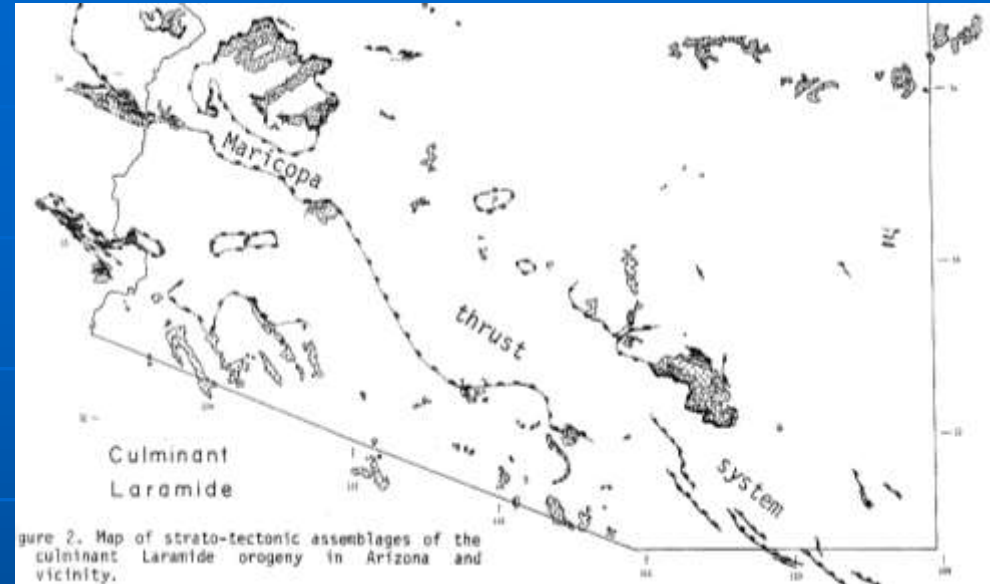 Maricopa
thrust
system
Culminant
Laramide
gure 2. Map of strato-tectonic assemblages of the
culminant Laramide orogeny in Arizona and
vicinity.